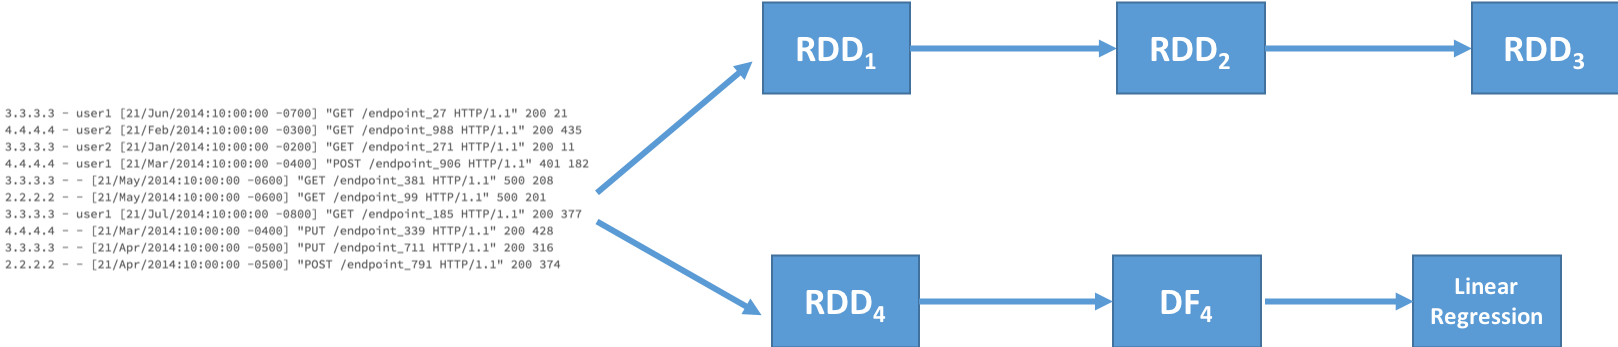 3.3.3.3 - user1 [21/Jun/2014:10:00:00 -0700] "GET /endpoint_27 HTTP/1.1" 200 21
4.4.4.4 - user2 [21/Feb/2014:10:00:00 -0300] "GET /endpoint_988 HTTP/1.1" 200 435
3.3.3.3 - user2 [21/Jan/2014:10:00:00 -0200] "GET /endpoint_271 HTTP/1.1" 200 11
4.4.4.4 - user1 [21/Mar/2014:10:00:00 -0400] "POST /endpoint_906 HTTP/1.1" 401 182
3.3.3.3 - - [21/May/2014:10:00:00 -0600] "GET /endpoint_381 HTTP/1.1" 500 208
2.2.2.2 - - [21/May/2014:10:00:00 -0600] "GET /endpoint_99 HTTP/1.1" 500 201
3.3.3.3 - user1 [21/Jul/2014:10:00:00 -0800] "GET /endpoint_185 HTTP/1.1" 200 377
4.4.4.4 - - [21/Mar/2014:10:00:00 -0400] "PUT /endpoint_339 HTTP/1.1" 200 428
3.3.3.3 - - [21/Apr/2014:10:00:00 -0500] "PUT /endpoint_711 HTTP/1.1" 200 316
2.2.2.2 - - [21/Apr/2014:10:00:00 -0500] "POST /endpoint_791 HTTP/1.1" 200 374
RDD1
RDD2
RDD3
RDD4
DF4
Linear
Regression